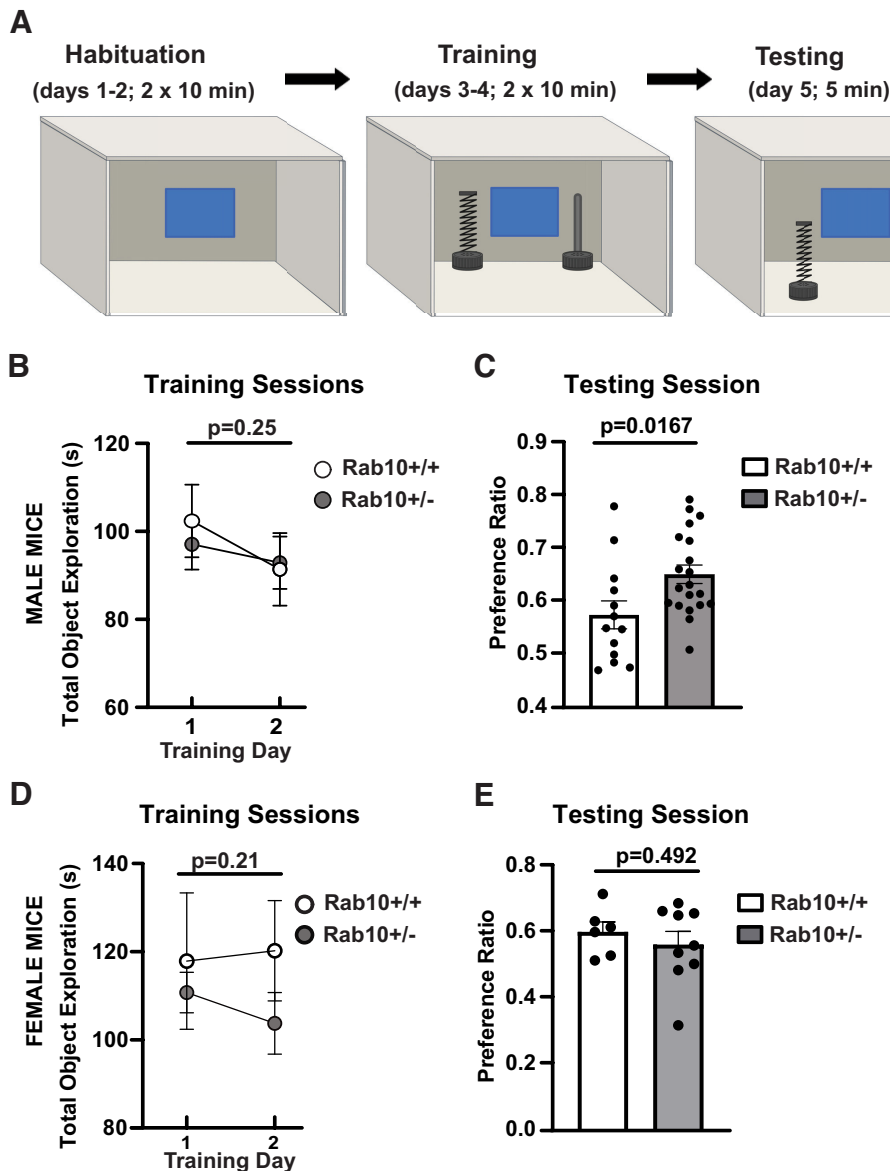 A
Habituation
(days 1-2; 2 x 10 min)
Training
(days 3-4; 2 x 10 min)
Testing
(day 5; 5 min)
B
Training Sessions
p=0.25
MALE MICE
Total Object Exploration (s)
120
100
80
60
1 2
Training Day
Rab10+/+
Rab10+/-
C
Testing Session
p=0.0167
Preference Ratio
0.9
0.8
0.7
0.6
0.5
0.4
Rab10+/+
Rab10+/-
D
Training Sessions
p=0.21
FEMALE MICE
Total Object Exploration (s)
140
120
100
80
1 2
Training Day
Rab10+/+
Rab10+/-
E
Testing Session
p=0.492
Preference Ratio
0.8
0.6
0.4
0.2
0.0
Rab10+/+
Rab10+/-